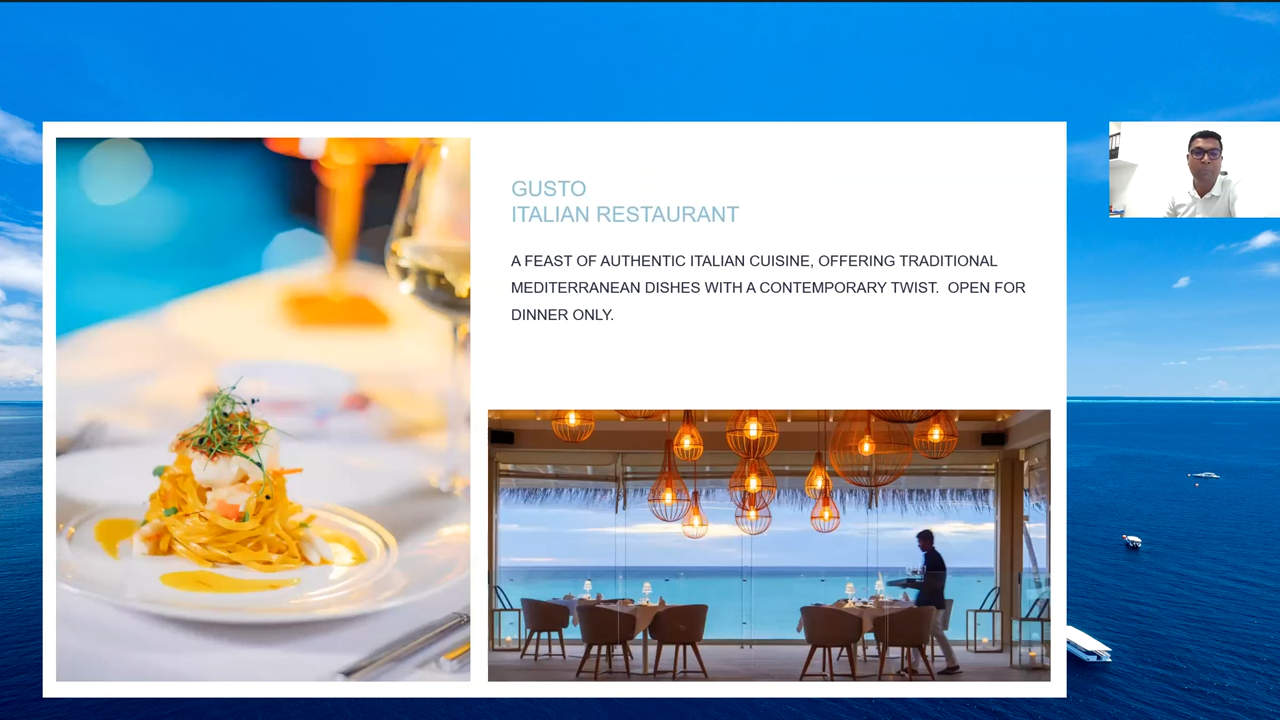 GUSTO
ITALIAN RESTAURANT
A FEAST OF AUTHENTIC ITALIAN CUISINE, OFFERING TRADITIONAL
MEDITERRANEAN DISHES WITH A CONTEMPORARY TWIST.  OPEN FOR
DINNER ONLY.